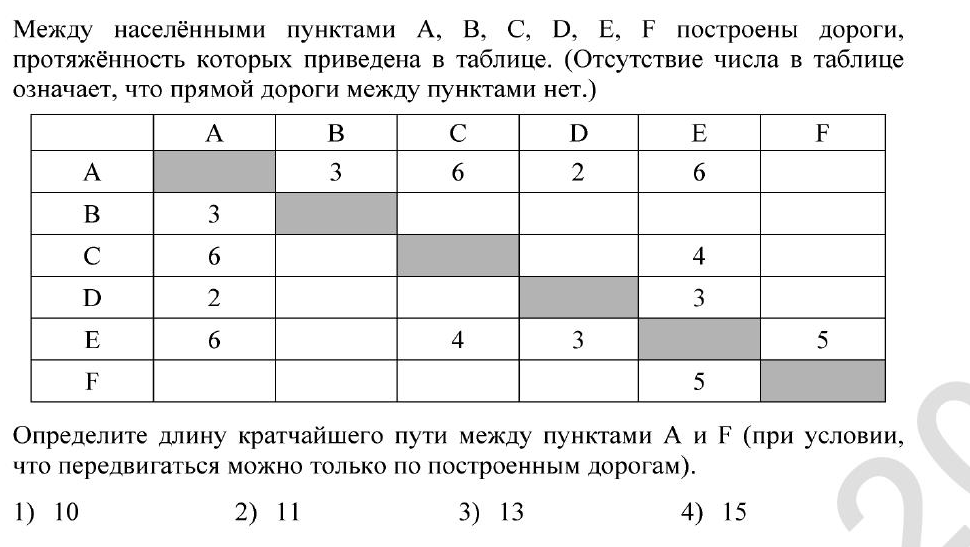 Между населёнными пунктами A, B, C, D, E, F построены дороги,
протяжённость которых приведена в таблице. (Отсутствие числа в таблице
означает, что прямой дороги между пунктами нет.)
A B C D E F
A 3 6 2 6
B 3
C 6 4
D 2 3
E 6 4 3 5
F 5
Определите длину кратчайшего пути между пунктами A и F (при условии,
что передвигаться можно только по построенным дорогам).
1) 10 2) 11 3) 13 4) 15